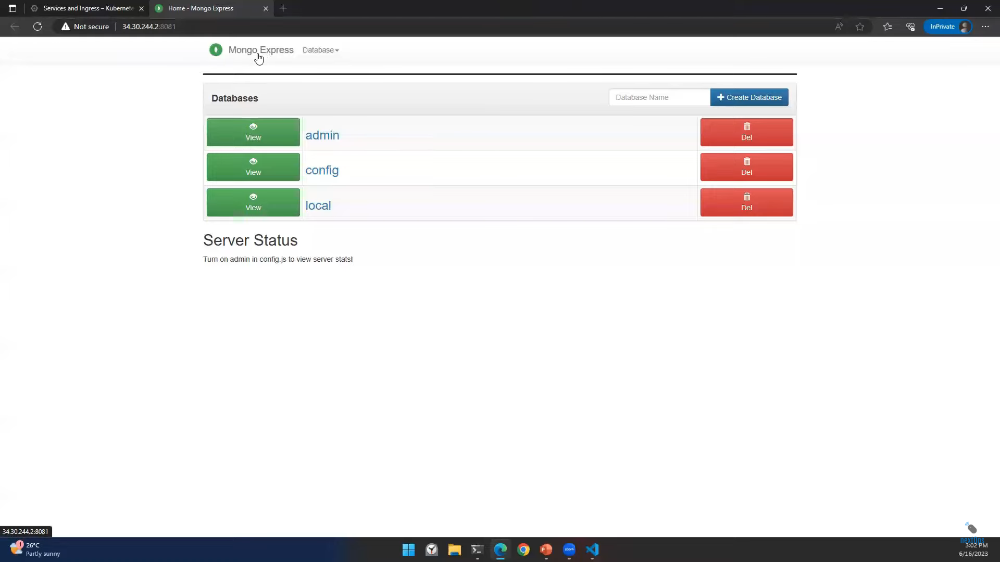 Services and Ingress – Kubernete
Home - Mongo Express
Not secure
34.30.244.2:8081
InPrivate
Mongo Express
Database
Databases
Database Name
Create Database
View
admin
Del
View
config
Del
View
local
Del
Server Status
Turn on admin in config.js to view server stats!
34.30.244.2:8081
1
26°C
Partly sunny
zoom
nextOps
3:02 PM
6/16/2023